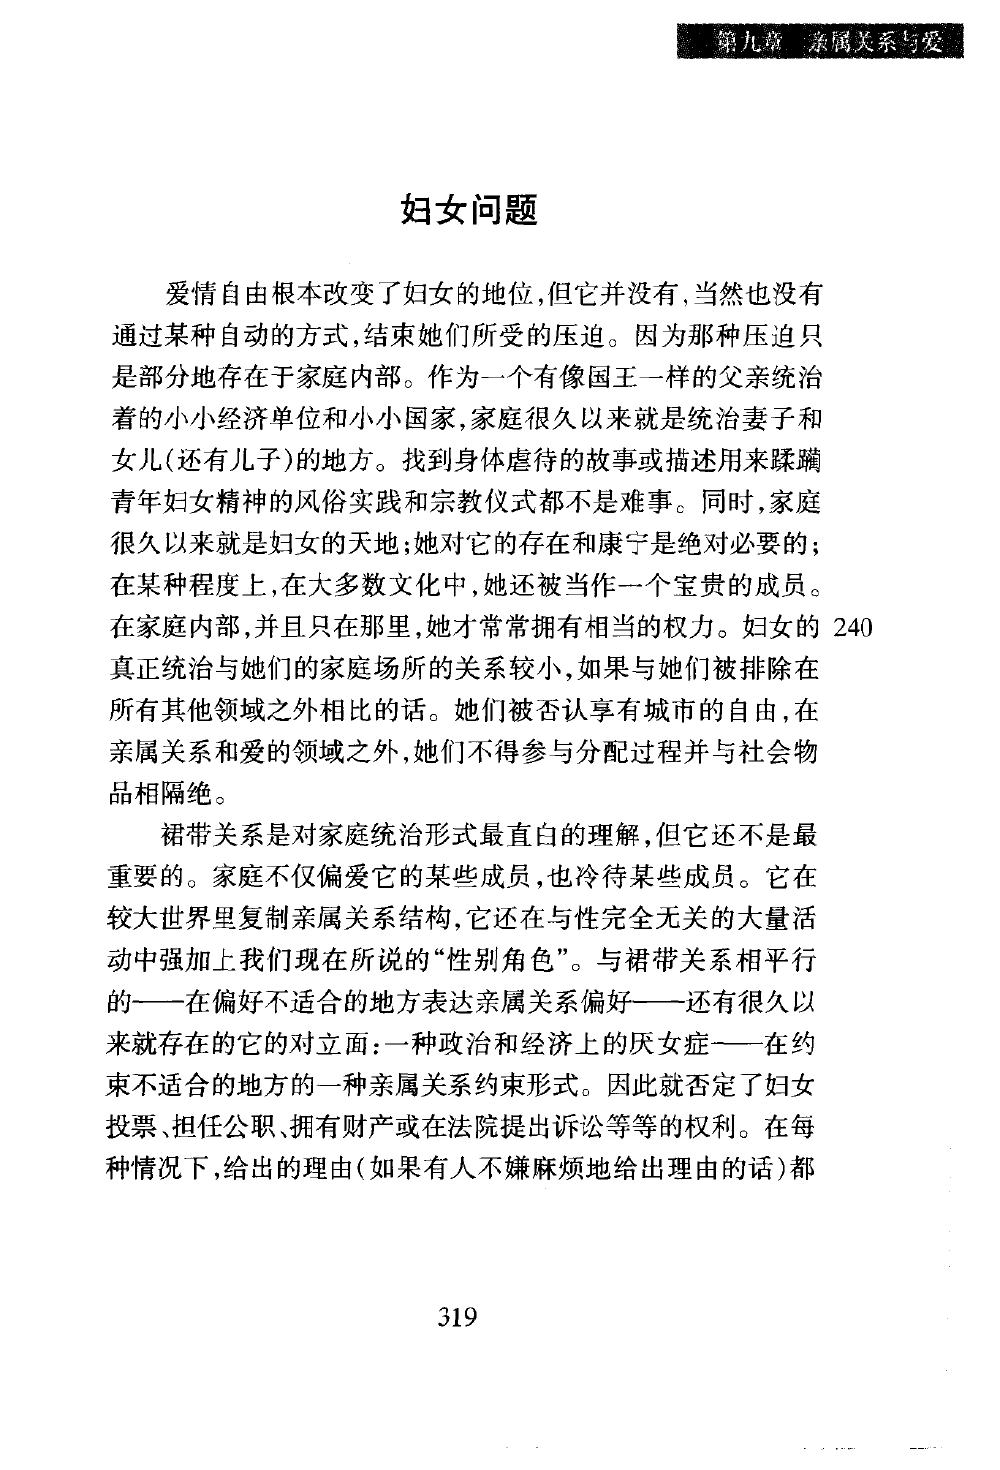 第九章 亲属关系与爱
妇女问题
爱情自由根本改变了妇女的地位,但它并没有,当然也没有
通过某种自动的方式,结束她们所受的压迫。因为那种压迫只
是部分地存在于家庭内部。作为一个有像国王一样的父亲统治
着的小小经济单位和小小国家,家庭很久以来就是统治妻子和
女儿(还有儿子)的地方。找到身体虐待的故事或描述用来蹂躏
青年妇女精神的风俗实践和宗教仪式都不是难事。同时,家庭
很久以来就是妇女的天地;她对它的存在和康宁是绝对必要的;
在某种程度上,在大多数文化中,她还被当作一个宝贵的成员。
在家庭内部,并且只在那里,她才常常拥有相当的权力。妇女的 240
真正统治与她们的家庭场所的关系较小,如果与她们被排除在
所有其他领域之外相比的话。她们被否认享有城市的自由,在
亲属关系和爱的领域之外,她们不得参与分配过程并与社会物
品相隔绝。
裙带关系是对家庭统治形式最直白的理解,但它还不是最
重要的。家庭不仅偏爱它的某些成员,也冷待某些成员。它在
较大世界里复制亲属关系结构,它还在与性完全无关的大量活
动中强加上我们现在所说的“性别角色”。与裙带关系相平行
的——在偏好不适合的地方表达亲属关系偏好——还有很久以
来就存在的它的对立面:一种政治和经济上的厌女症——在约
束不适合的地方的一种亲属关系约束形式。因此就否定了妇女
投票、担任公职、拥有财产或在法院提出诉讼等等的权利。在每
种情况下,给出的理由(如果有人不嫌麻烦地给出理由的话)都
319